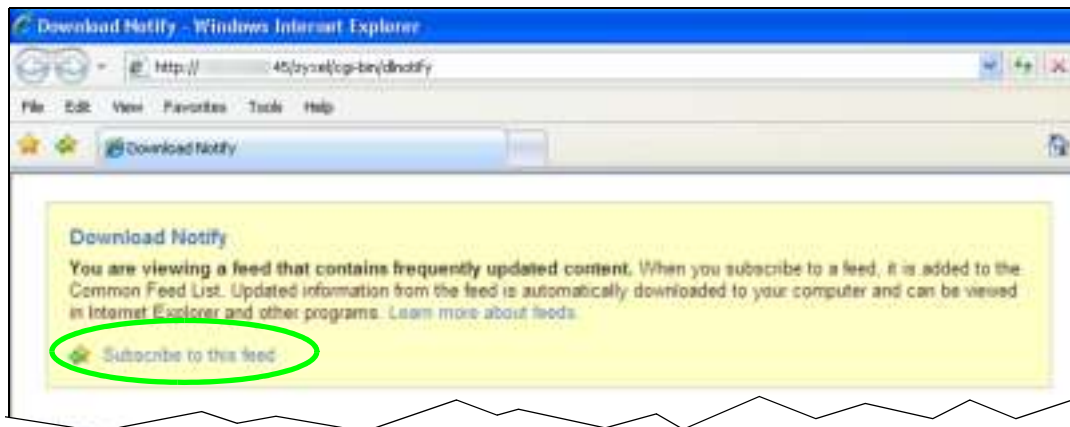 Download Notify - Windows Internet Explorer
http:// 45/zyxel/cgi-bin/dlnotify
File Edit View Favorites Tools Help
Download Notify
Download Notify
You are viewing a feed that contains frequently updated content. When you subscribe to a feed, it is added to the
Common Feed List. Updated information from the feed is automatically downloaded to your computer and can be viewed
in Internet Explorer and other programs. Learn more about feeds.
Subscribe to this feed